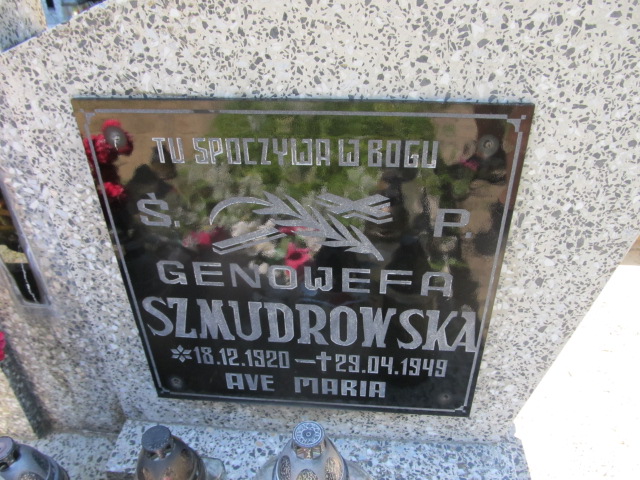 TU SPOCZYWA W BOGU
Ś. P
GENOWEFA
SZMUDROWSKA
* 18.12.1920 — † 29.04.1949
AVE MARIA